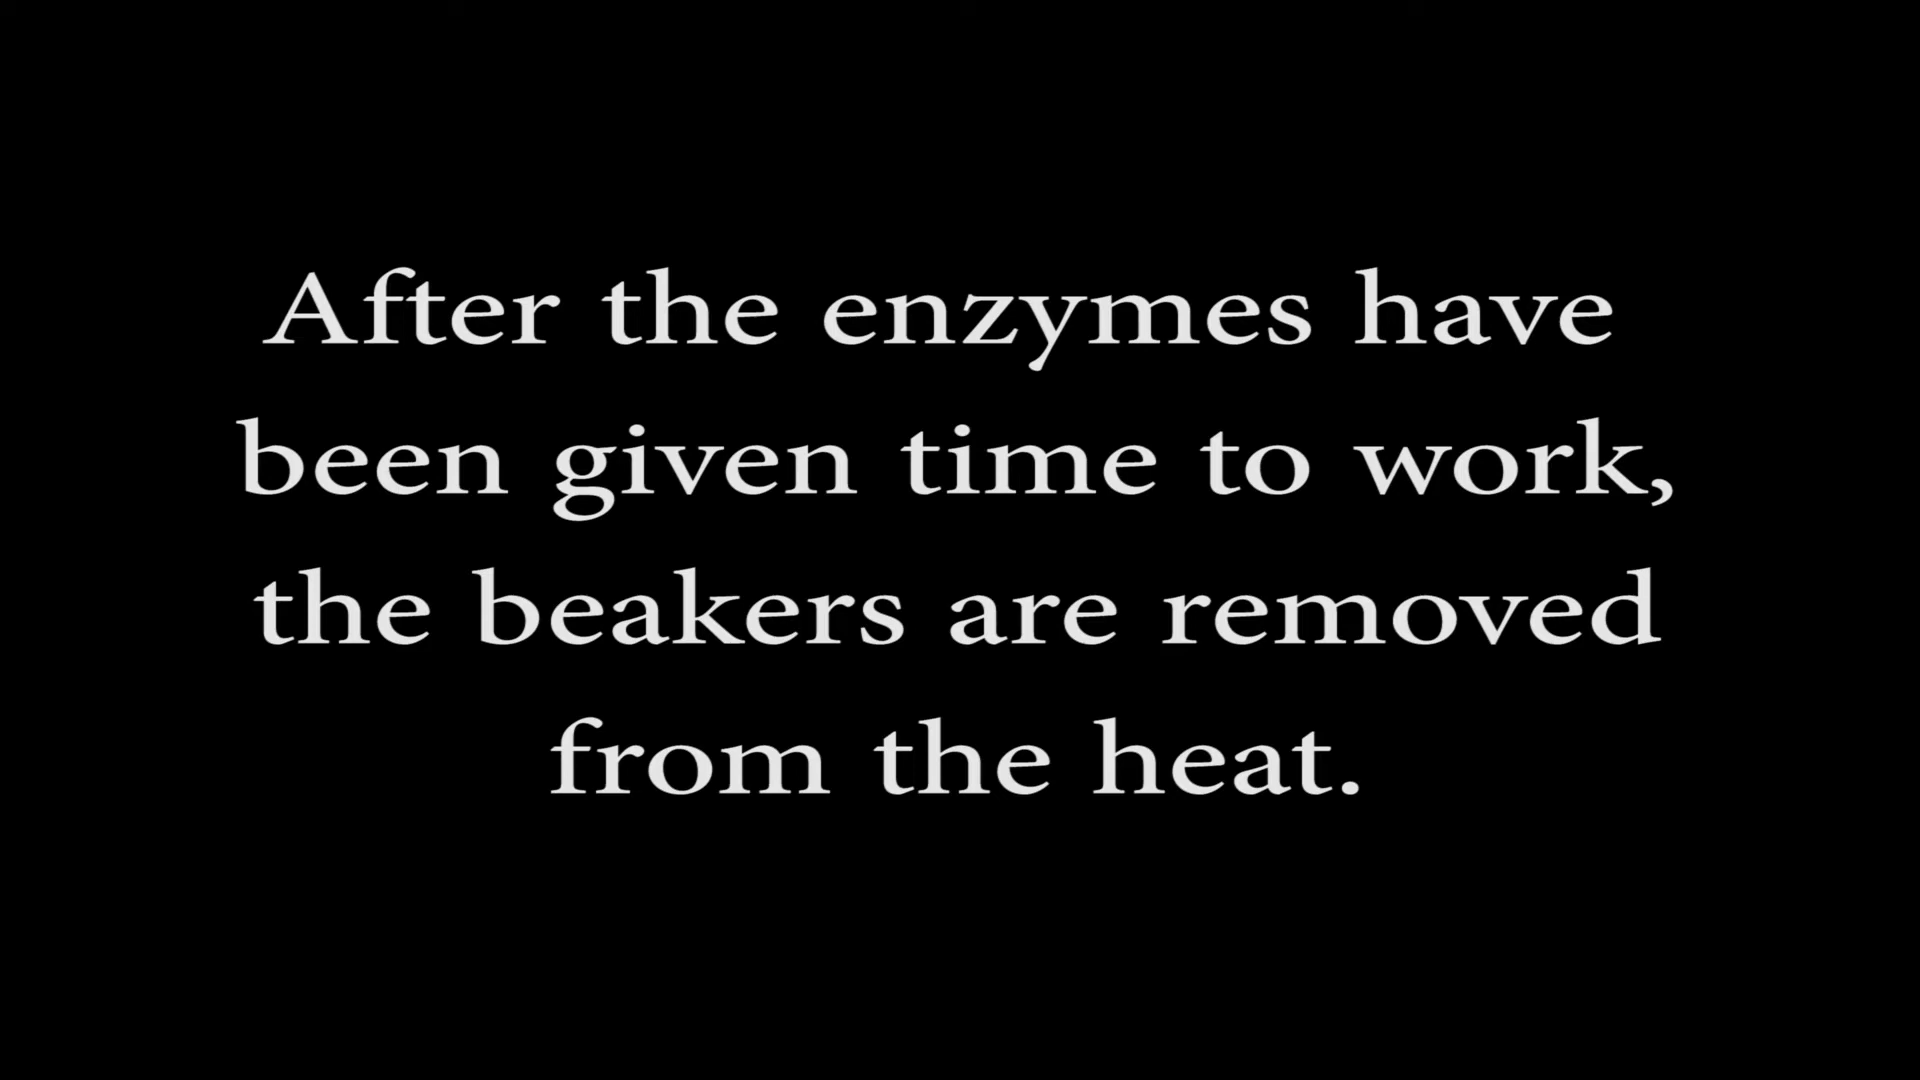 After the enzymes have
been given time to work,
the beakers are removed
from the heat.